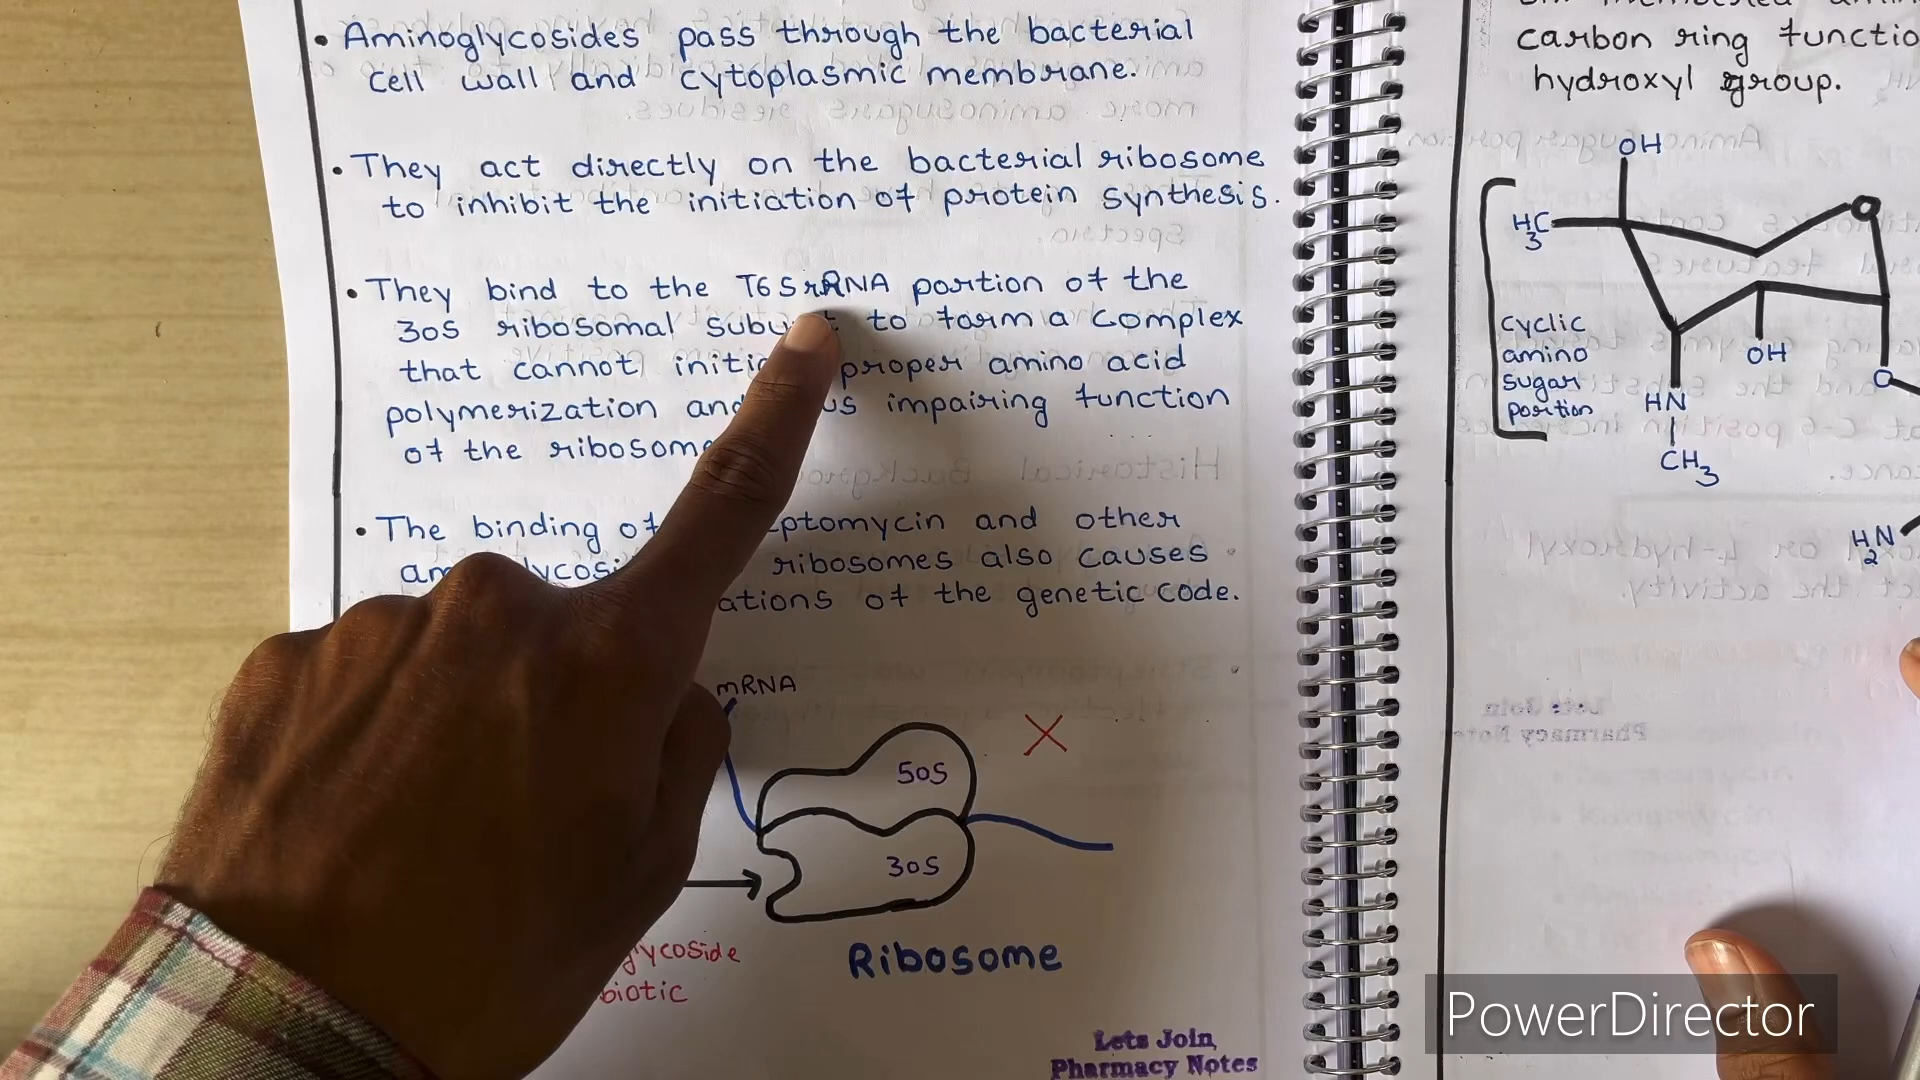 • Aminoglycosides pass through the bacterial
cell wall and cytoplasmic membrane.
• They act directly on the bacterial ribosome
to inhibit the initiation of protein synthesis.
• They bind to the T6SrRNA portion of the
30S ribosomal to form a complex
that cannot proper amino acid
polymerization impairing function
of the
• The binding of and other
ribosomes also causes
of the genetic code.
mRNA
50S
30S
Ribosome
Lets Join
Pharmacy Notes
carbon ring
hydroxyl group.
OH
H3C
O
cyclic
amino
sugar
portion
OH
HN
CH3
O
H2N
PowerDirector